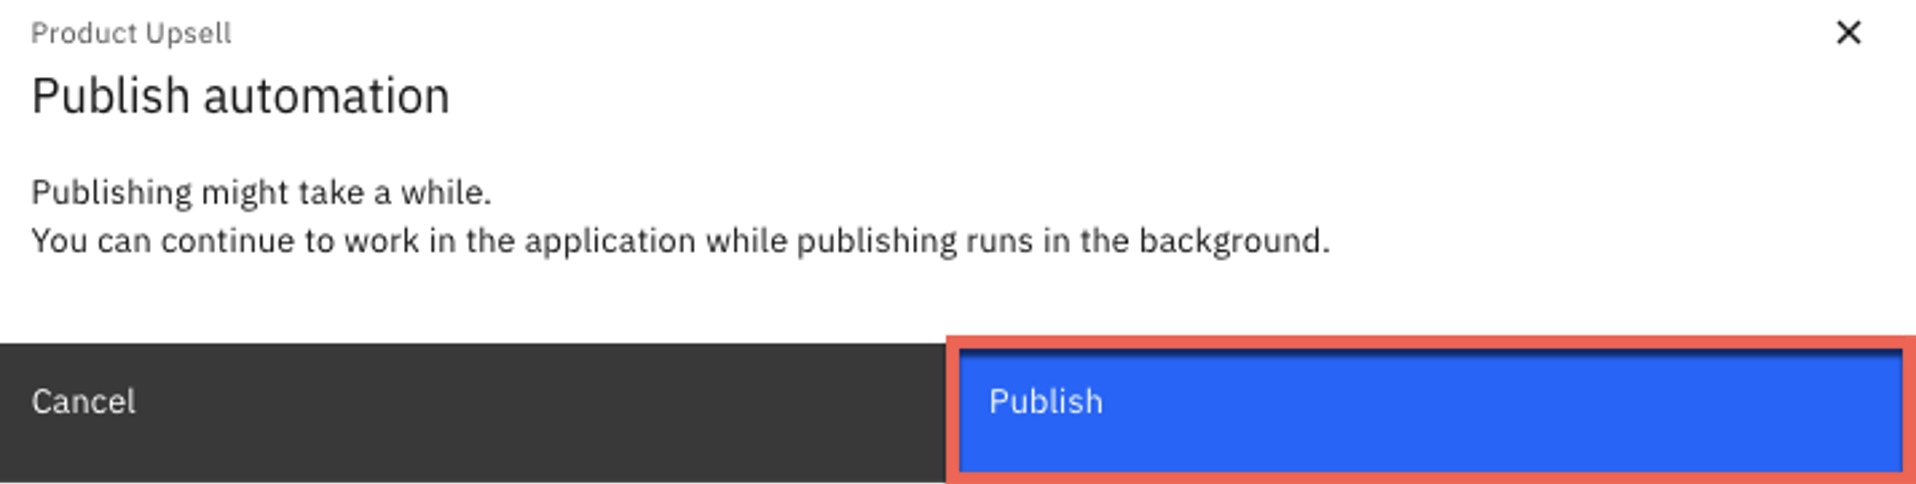 Product Upsell
Publish automation
Publishing might take a while.
You can continue to work in the application while publishing runs in the background.
Cancel
Publish